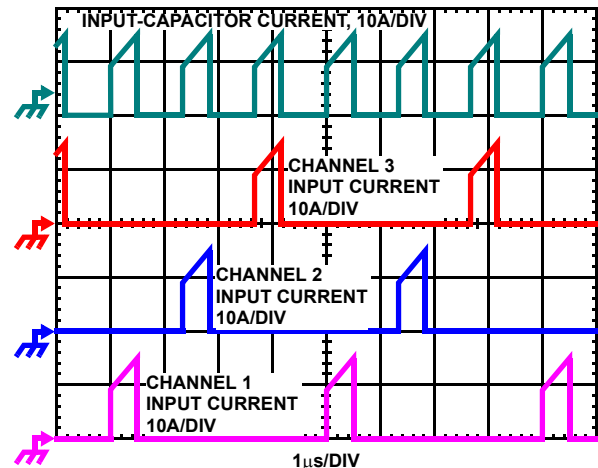 INPUT-CAPACITOR CURRENT, 10A/DIV
CHANNEL 3
INPUT CURRENT
10A/DIV
CHANNEL 2
INPUT CURRENT
10A/DIV
CHANNEL 1
INPUT CURRENT
10A/DIV
1μs/DIV